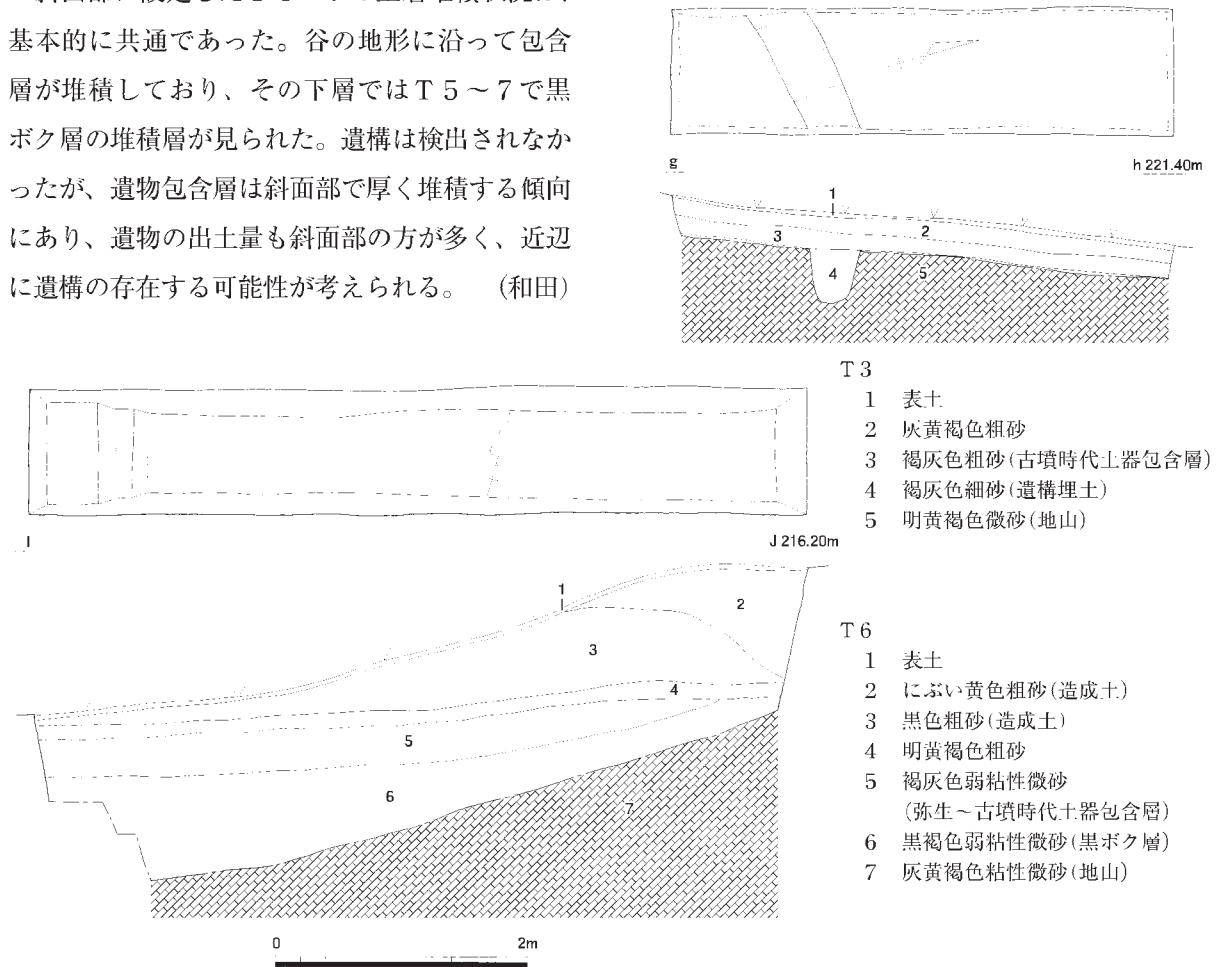 基本的に共通であった。谷の地形に沿って包含
層が堆積しており、その下層ではT５～７で黒
ボク層の堆積層が見られた。遺構は検出されなか
ったが、遺物包含層は斜面部で厚く堆積する傾向
にあり、遺物の出土量も斜面部の方が多く、近辺
に遺構の存在する可能性が考えられる。　（和田）
g
h 221.40m
1
2
3
4
5
T３
1　表土
2　灰黄褐色粗砂
3　褐灰色粗砂(古墳時代土器包含層)
4　褐灰色細砂(遺構埋土)
5　明黄褐色微砂(地山)
J 216.20m
1
2
3
4
5
6
7
T６
1　表土
2　にぶい黄色粗砂(造成土)
3　黒色粗砂(造成土)
4　明黄褐色粗砂
5　褐灰色弱粘性微砂
(弥生～古墳時代土器包含層)
6　黒褐色弱粘性微砂(黒ボク層)
7　灰黄褐色粘性微砂(地山)
0
2m